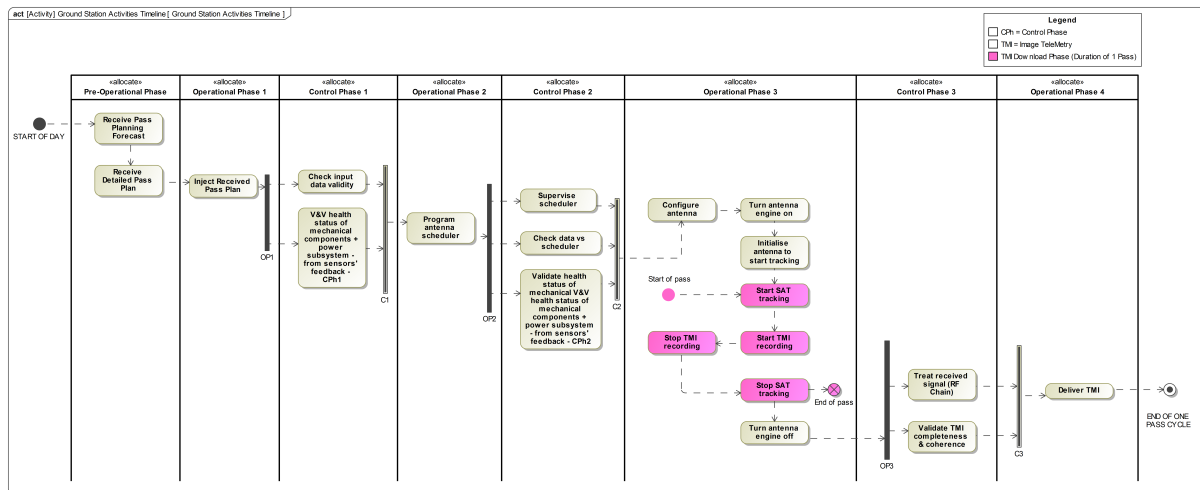 act [Activity] Ground Station Activities Timeline [ Ground Station Activities Timeline ]
Legend
CPh = Control Phase
TMI = Image TeleMetry
TMI Download Phase (Duration of 1 Pass)
«allocate»
Pre-Operational Phase
«allocate»
Operational Phase 1
«allocate»
Control Phase 1
«allocate»
Operational Phase 2
«allocate»
Control Phase 2
«allocate»
Operational Phase 3
«allocate»
Control Phase 3
«allocate»
Operational Phase 4
START OF DAY
Receive Pass
Planning
Forecast
Receive
Detailed Pass
Plan
Inject Received
Pass Plan
OP1
Check input
data validity
V&V health
status of
mechanical
components +
power
subsystem -
from sensors'
feedback -
CPh1
C1
Program
antenna
scheduler
OP2
Supervise
scheduler
Check data vs
scheduler
Validate health
status of
mechanical V&V
health status of
mechanical
components +
power subsystem
- from sensors'
feedback - CPh2
C2
Configure
antenna
Turn antenna
engine on
Initialise
antenna to
start tracking
Start of pass
Start SAT
tracking
Stop TMI
recording
Start TMI
recording
Stop SAT
tracking
End of pass
Turn antenna
engine off
OP3
Treat received
signal (RF
Chain)
Validate TMI
completeness
& coherence
C3
Deliver TMI
END OF ONE
PASS CYCLE